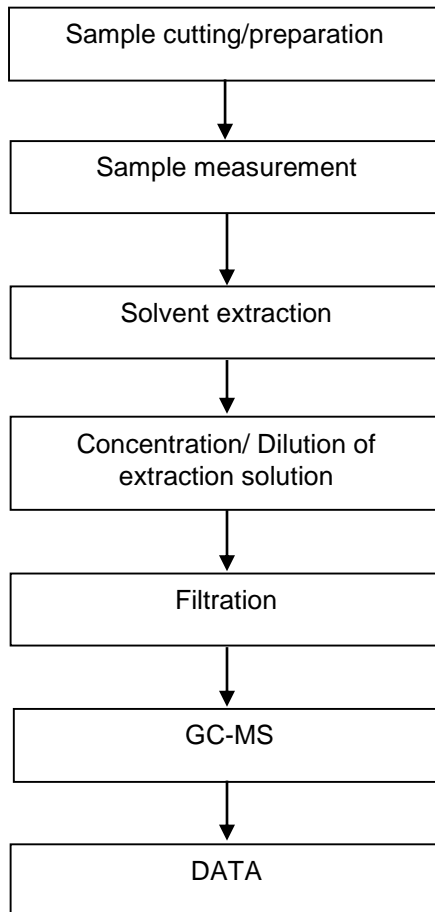 Sample cutting/preparation
Sample measurement
Solvent extraction
Concentration/ Dilution of
extraction solution
Filtration
GC-MS
DATA